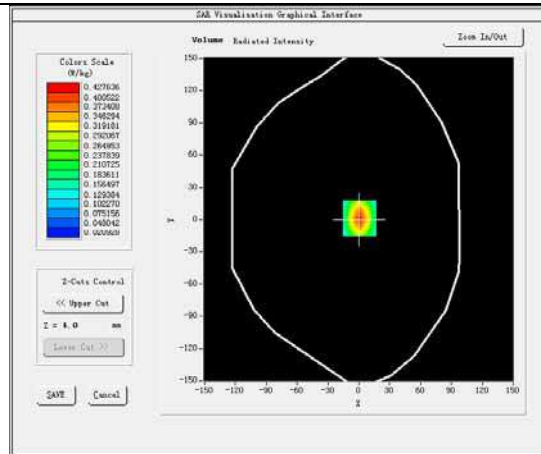 SAR Visualisation Graphical Interface
Volume Radiated Intensity
Zoom In/Out
Colors Scale
(W/kg)
0.427636
0.400522
0.373408
0.346294
0.319181
0.292067
0.264953
0.237839
0.210725
0.183611
0.156497
0.129384
0.102270
0.075156
0.048042
0.020928
Z-Cuts Control
<< Upper Cut
Z = 4.0 mm
Lower Cut >>
SAVE Cancel
150
120
90
60
30
0
-30
-60
-90
-120
-150
Y
-150 -120 -90 -60 -30 0 30 60 90 120 150
X